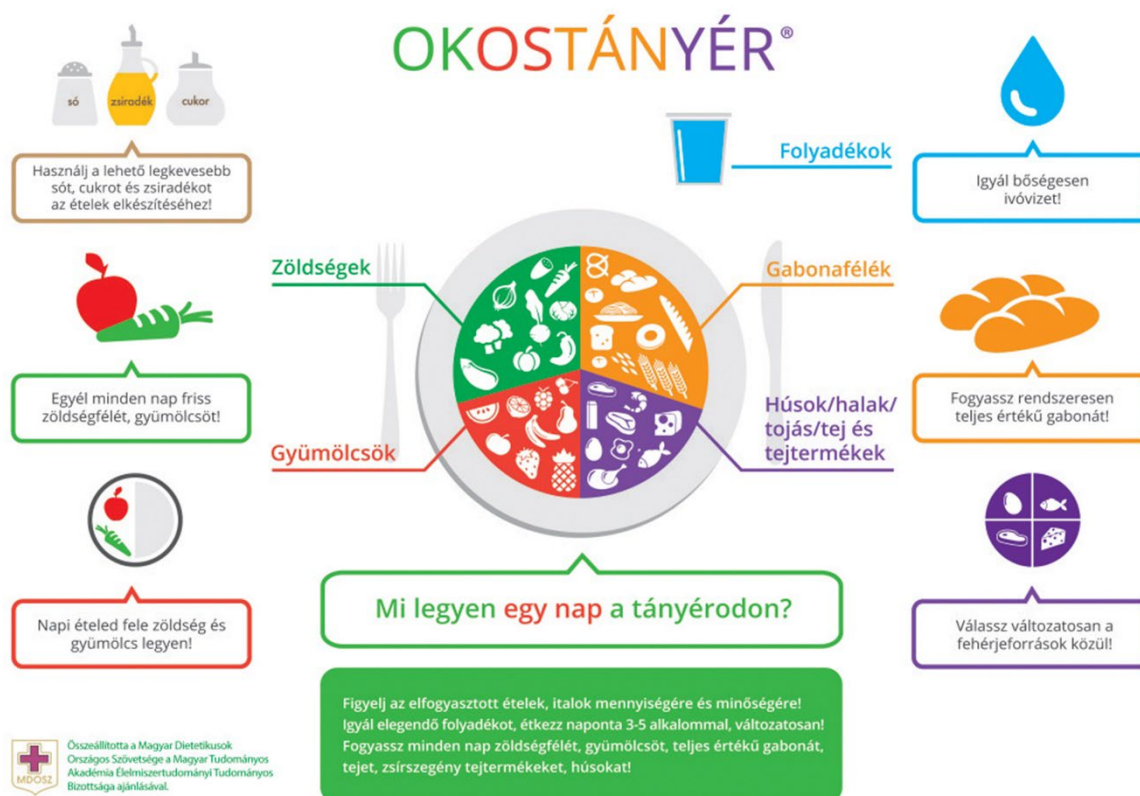 OKOSTÁNYÉR®
só
zsiradék
cukor
Használj a lehető legkevesebb
sót, cukrot és zsiradékot
az ételek elkészítéséhez!
Egyél minden nap friss
zöldségfélét, gyümölcsöt!
Napi ételed fele zöldség és
gyümölcs legyen!
Folyadékok
Zöldségek
Gabonafélék
Gyümölcsök
Húsok/halak/
tojás/tej és
tejtermékek
Igyál bőségesen
ivóvizet!
Fogyassz rendszeresen
teljes értékű gabonát!
Válassz változatosan a
fehérjeforrások közül!
Mi legyen egy nap a tányérodon?
Figyelj az elfogyasztott ételek, italok mennyiségére és minőségére!
Igyál elegendő folyadékot, étkezz naponta 3-5 alkalommal, változatosan!
Fogyassz minden nap zöldségfélét, gyümölcsöt, teljes értékű gabonát,
tejet, zsírszegény tejtermékeket, húsokat!
MDOSZ
Összeállította a Magyar Dietetikusok
Országos Szövetsége a Magyar Tudományos
Akadémia Élelmiszertudományi Tudományos
Bizottsága ajánlásával.